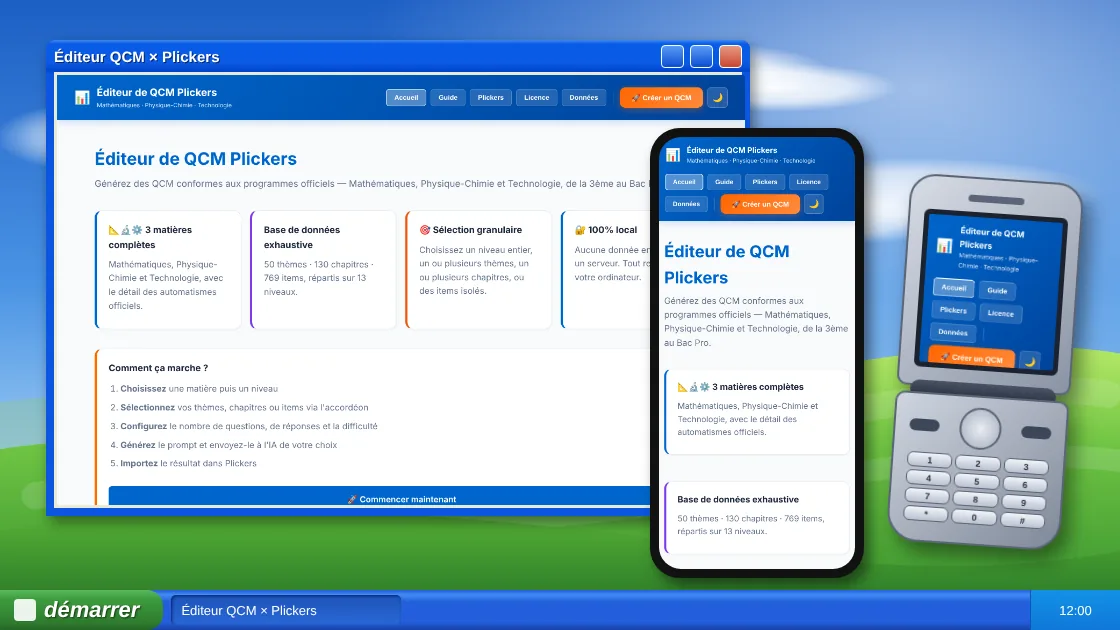 Éditeur QCM × Plickers
Éditeur de QCM Plickers
Mathématiques · Physique-Chimie · Technologie
Accueil
Guide
Plickers
Licence
Données
🚀 Créer un QCM
Éditeur de QCM Plickers
Générez des QCM conformes aux programmes officiels — Mathématiques, Physique-Chimie et Technologie, de la 3ème au Bac
📐🔬⚙️ 3 matières
complètes
Mathématiques, Physique-
Chimie et Technologie, avec
le détail des automatismes
officiels.
Base de données
exhaustive
50 thèmes · 130 chapitres ·
769 items, répartis sur 13
niveaux.
🎯 Sélection granulaire
Choisissez un niveau entier,
un ou plusieurs thèmes, un
ou plusieurs chapitres, ou
des items isolés.
🔐 100% local
Aucune donnée
un serveur. Tout
votre ordinateur.
Comment ça marche ?
1. Choisissez une matière puis un niveau
2. Sélectionnez vos thèmes, chapitres ou items via l'accordéon
3. Configurez le nombre de questions, de réponses et la difficulté
4. Générez le prompt et envoyez-le à l'IA de votre choix
5. Importez le résultat dans Plickers
🚀 Commencer maintenant
Éditeur de QCM Plickers
Mathématiques · Physique-Chimie · Technologie
Accueil
Guide
Plickers
Licence
Données
🚀 Créer un QCM
Éditeur de QCM
Plickers
Générez des QCM conformes aux
programmes officiels — Mathématiques,
Physique-Chimie et Technologie, de la 3ème
au Bac Pro.
📐🔬⚙️ 3 matières complètes
Mathématiques, Physique-Chimie et
Technologie, avec le détail des
automatismes officiels.
Base de données exhaustive
50 thèmes · 130 chapitres · 769 items,
répartis sur 13 niveaux.
Éditeur de QCM
Plickers
Mathématiques · Physique-
Chimie · Technologie
Accueil
Guide
Plickers
Licence
Données
🚀 Créer un QCM
1 2 3
4 5 6
7 8 9
* 0 #
démarrer
Éditeur QCM × Plickers
12:00